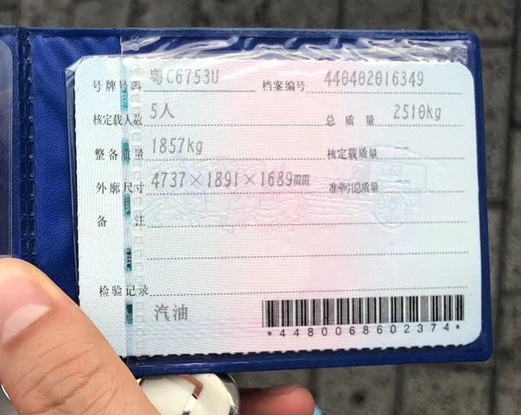 号牌号码 粤C6753U 档案编号 440402016349
核定载人数 5人 总质量 2510kg
整备质量 1857kg 核定载质量 --
外廓尺寸 4737×1891×1689mm 准牵引总质量 --
备注
检验记录
汽油
*4480068602374*